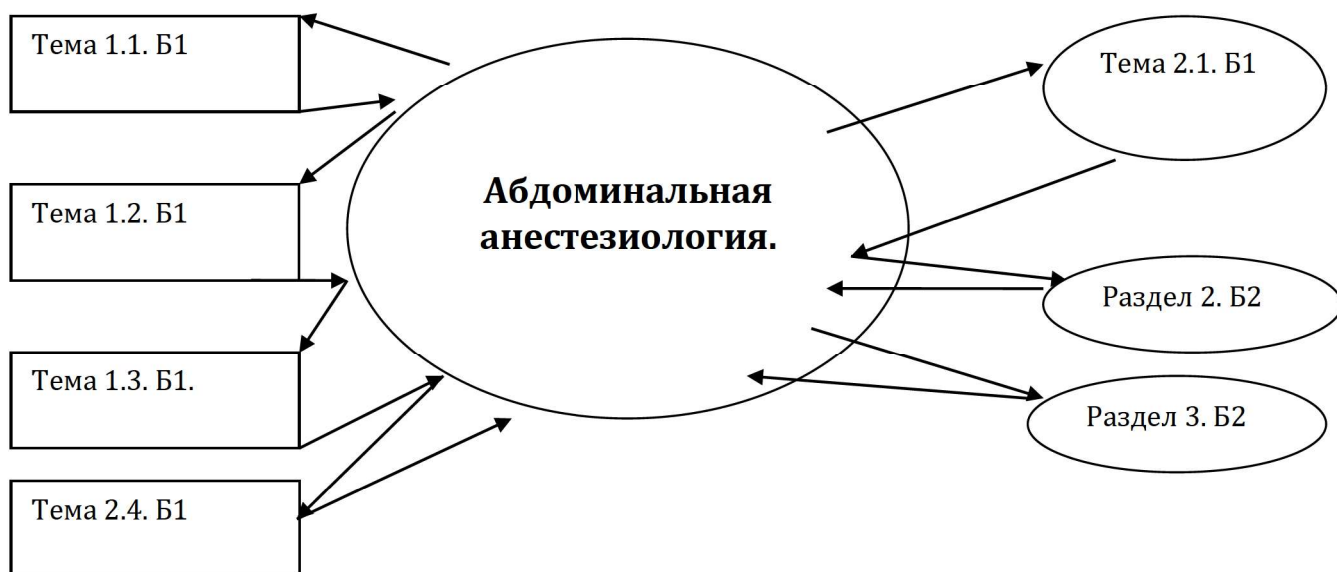 Тема 1.1. Б1
Тема 1.2. Б1
Тема 1.3. Б1.
Тема 2.4. Б1
Абдоминальная
анестезиология.
Тема 2.1. Б1
Раздел 2. Б2
Раздел 3. Б2